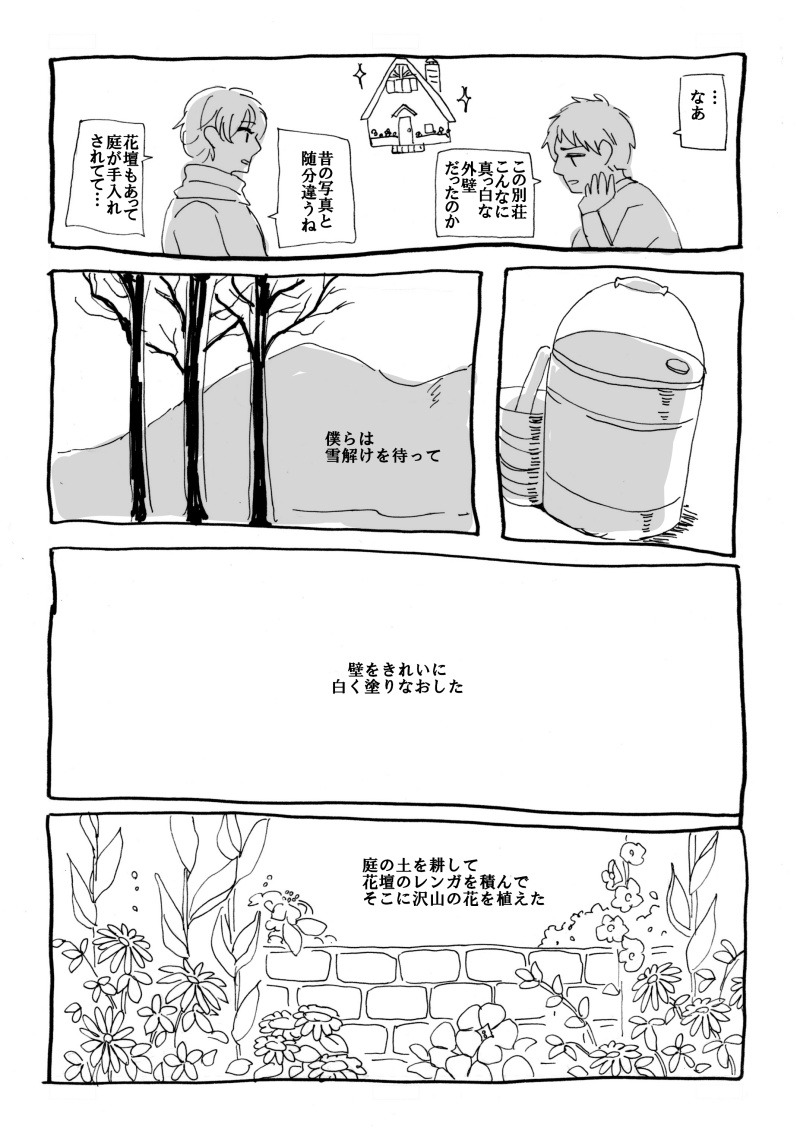 …なあ
この別荘
こんなに
真っ白な
外壁
だったのか
昔の写真と
随分違うね
花壇もあって
庭が手入れ
されてて…
僕らは
雪解けを待って
壁をきれいに
白く塗りなおした
庭の土を耕して
花壇のレンガを積んで
そこに沢山の花を植えた